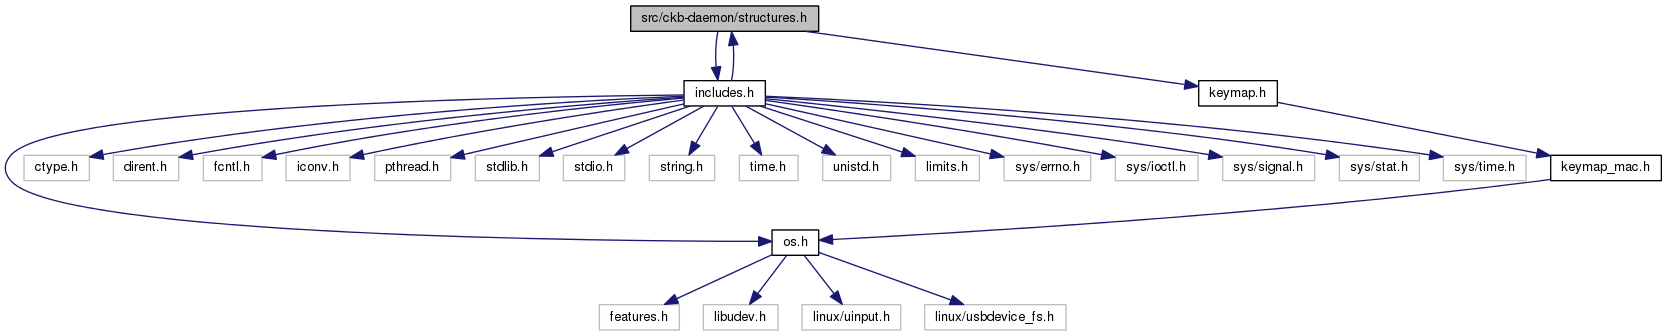 src/ckb-daemon/structures.h
includes.h
keymap.h
ctype.h
dirent.h
fcntl.h
iconv.h
pthread.h
stdlib.h
stdio.h
string.h
time.h
unistd.h
limits.h
sys/errno.h
sys/ioctl.h
sys/signal.h
sys/stat.h
sys/time.h
keymap_mac.h
os.h
features.h
libudev.h
linux/uinput.h
linux/usbdevice_fs.h